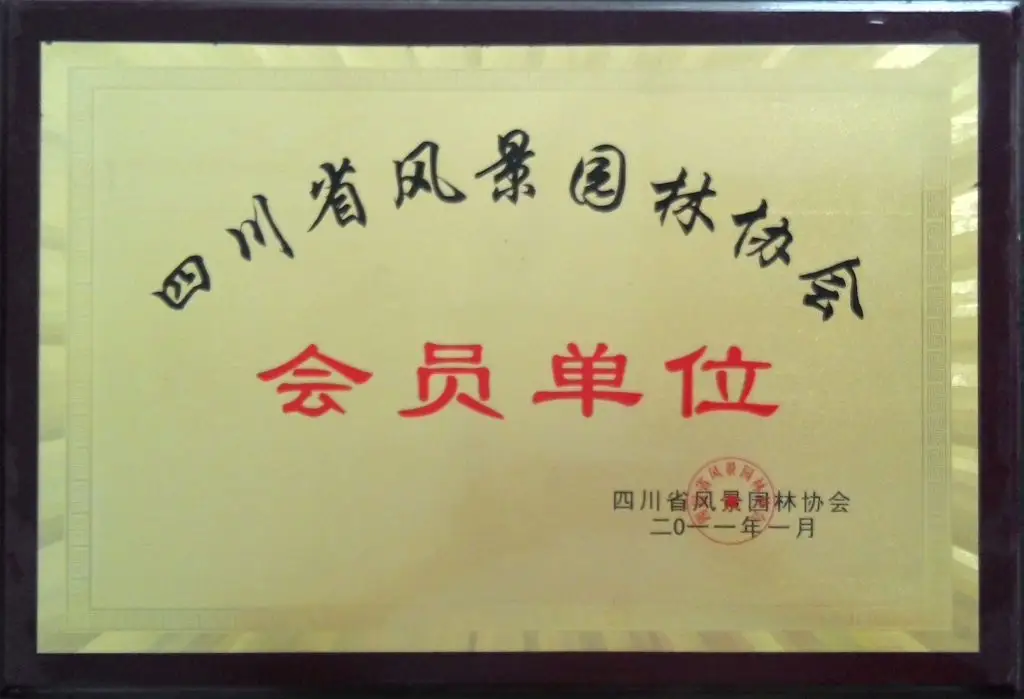 四川省风景园林协会
会员单位
四川省风景园林协会
二0一一年一月